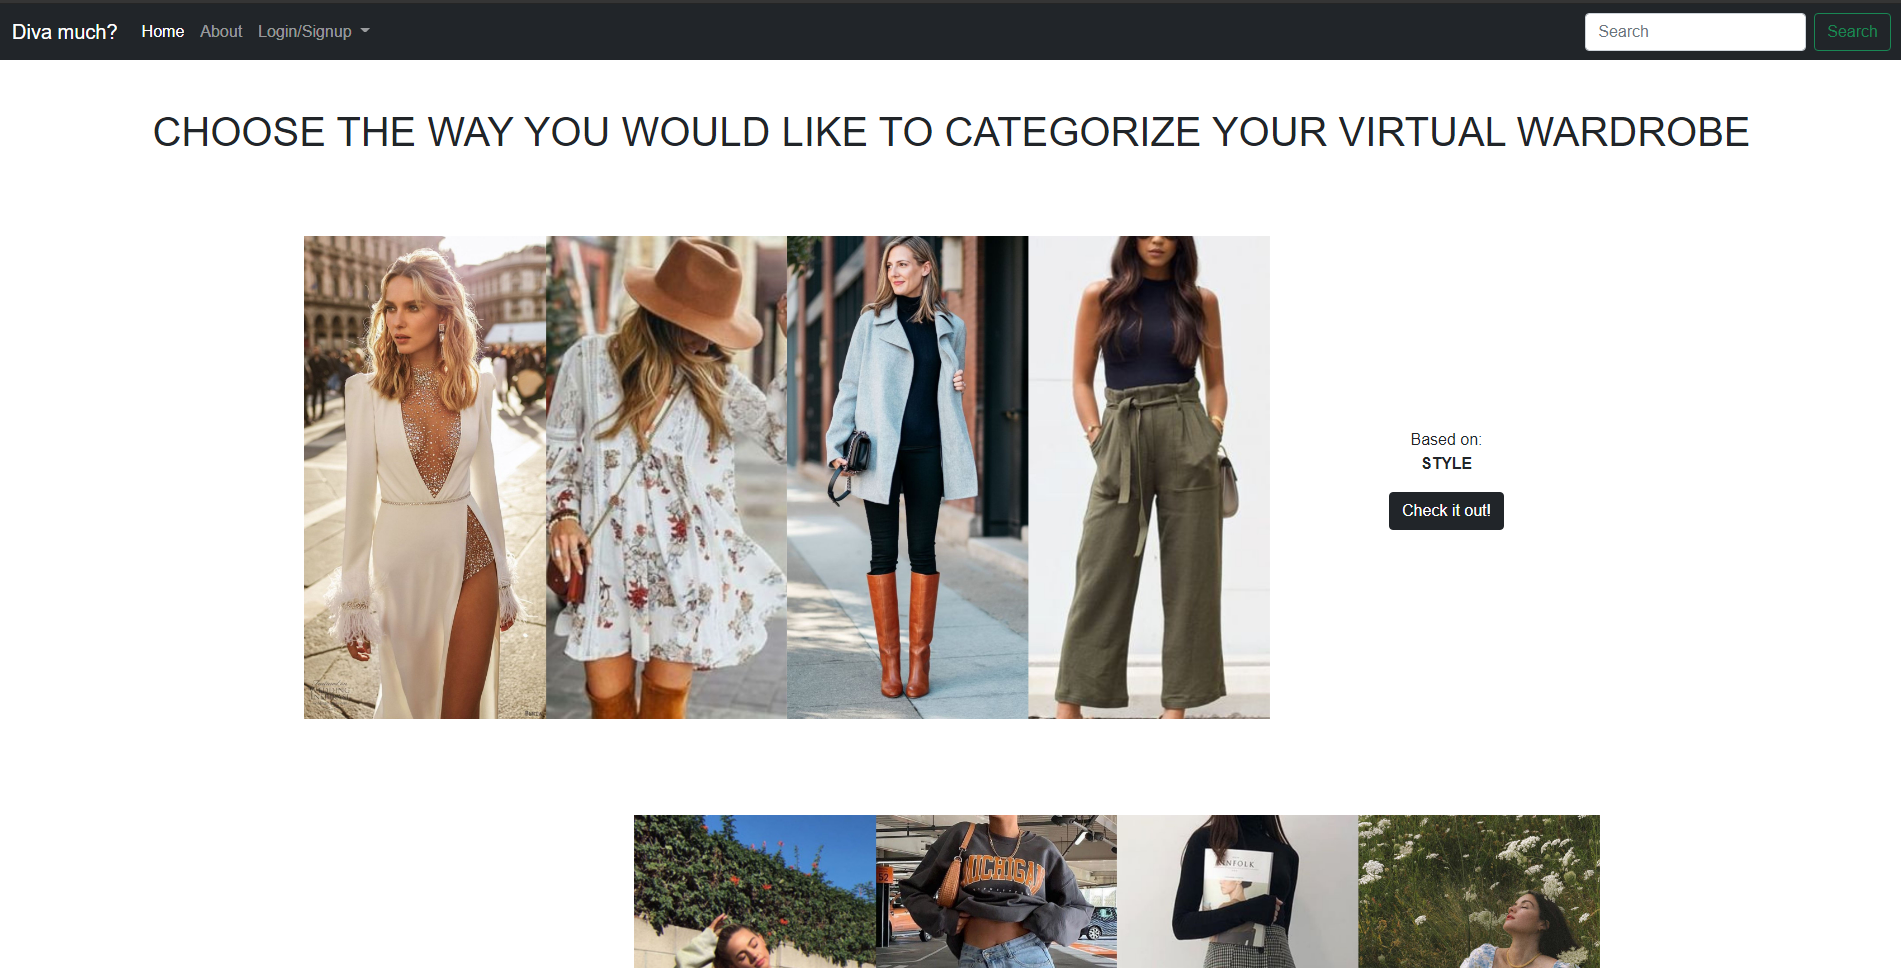 Diva much? Home About Login/Signup Search Search
CHOOSE THE WAY YOU WOULD LIKE TO CATEGORIZE YOUR VIRTUAL WARDROBE
Based on:
STYLE
Check it out!
MICHIGAN
52